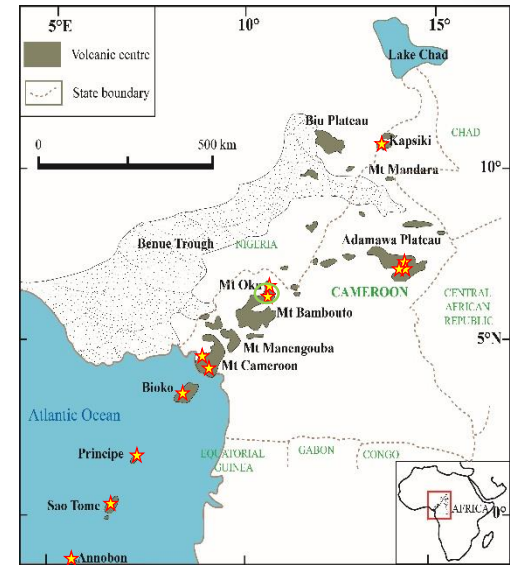 5°E
10°
15°
Volcanic centre
State boundary
0
500 km
Lake Chad
Biu Plateau
CHAD
Kapsiki
10°
Mt Mandara
Benue Trough
NIGERIA
Adamawa Plateau
Mt Oku
CAMEROON
CENTRAL
AFRICAN
REPUBLIC
Mt Bambouto
5°N
Mt Manengouba
Mt Cameroon
Bioko
Atlantic Ocean
Principe
EQUATORIAL
GUINEA
GABON
CONGO
Sao Tome
AFRICA
0°
Annobon